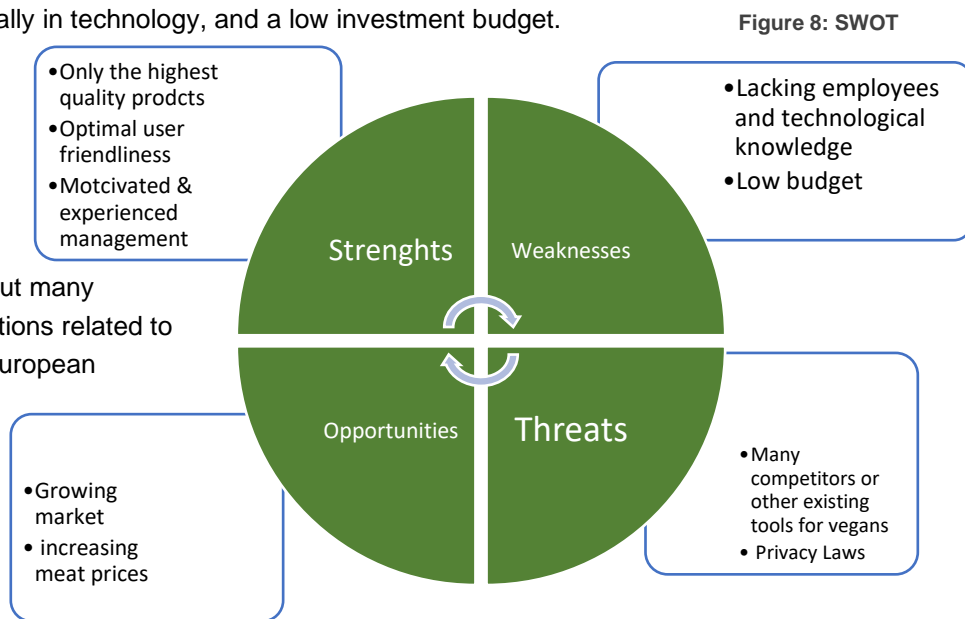 ally in technology, and a low investment budget.
Figure 8: SWOT
•Only the highest
quality prodcts
•Optimal user
friendliness
•Motcivated &
experienced
management
•Lacking employees
and technological
knowledge
•Low budget
Strenghts
Weaknesses
ut many
tions related to
uropean
Opportunities
Threats
•Growing
market
• increasing
meat prices
•Many
competitors or
other existing
tools for vegans
• Privacy Laws